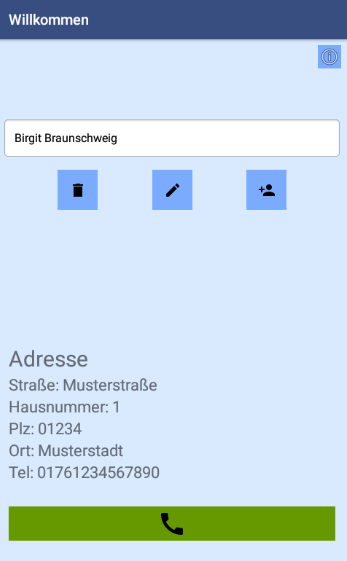 Willkommen
Birgit Braunschweig
Adresse
Straße: Musterstraße
Hausnummer: 1
Plz: 01234
Ort: Musterstadt
Tel: 01761234567890